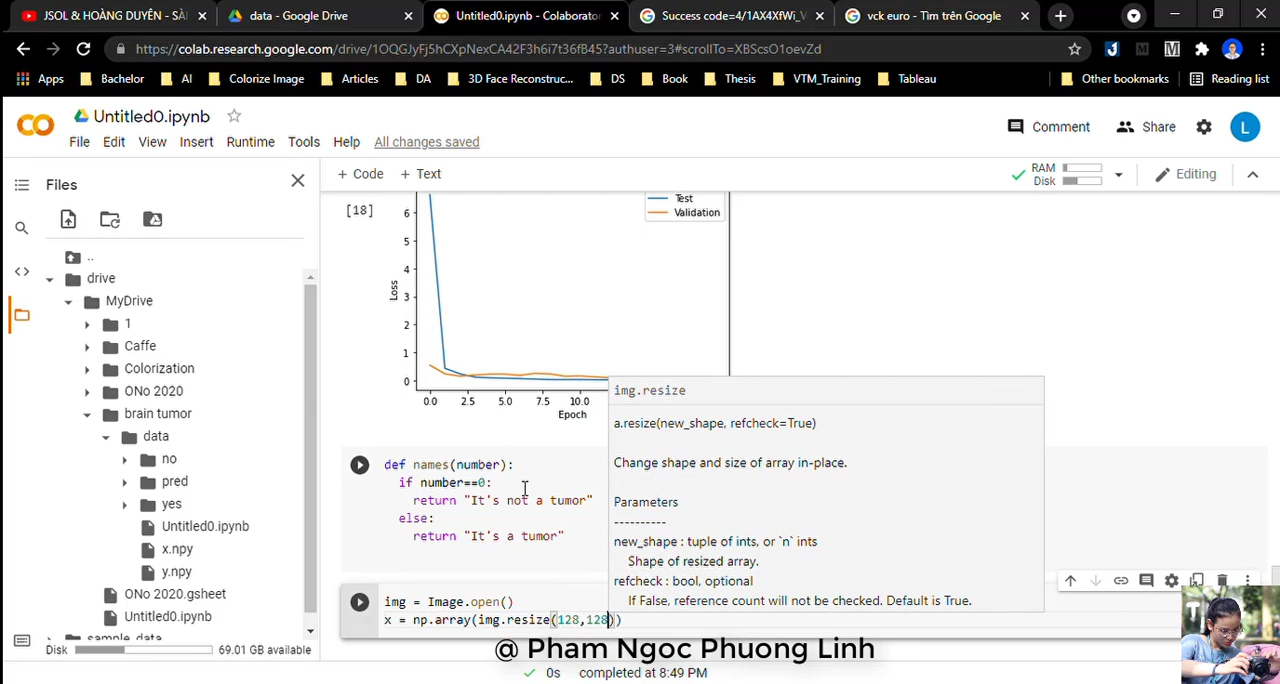 JSOL & HOÀNG DUYÊN - SÀI
data - Google Drive
Untitled0.ipynb - Colaborator
Success code=4/1AX4XfWi_V
vck euro - Tìm trên Google
https://colab.research.google.com/drive/1OQGJyFj5hCXpNexCA42F3h6i7t36fB45?authuser=3#scrollTo=XBScsO1oevZd
Apps
Bachelor
AI
Colorize Image
Articles
DA
3D Face Reconstruc...
DS
Book
Thesis
VTM_Training
Tableau
Other bookmarks
Reading list
CO
Untitled0.ipynb
File Edit View Insert Runtime Tools Help All changes saved
Comment
Share
L
Files
+ Code + Text
RAM
Disk
Editing
..
drive
MyDrive
1
Caffe
Colorization
ONo 2020
brain tumor
data
no
pred
yes
Untitled0.ipynb
x.npy
y.npy
ONo 2020.gsheet
Untitled0.ipynb
sample_data
Disk 69.01 GB available
[18]
Test
Validation
Loss
6
5
4
3
2
1
0
0.0 2.5 5.0 7.5 10.0
Epoch
def names(number):
if number==0:
return "It's not a tumor"
else:
return "It's a tumor"
img.resize
a.resize(new_shape, refcheck=True)
Change shape and size of array in-place.
Parameters
----------
new_shape : tuple of ints, or `n` ints
Shape of resized array.
refcheck : bool, optional
If False, reference count will not be checked. Default is True.
img = Image.open()
x = np.array(img.resize(128,128))
@ Pham Ngoc Phuong Linh
0s completed at 8:49 PM